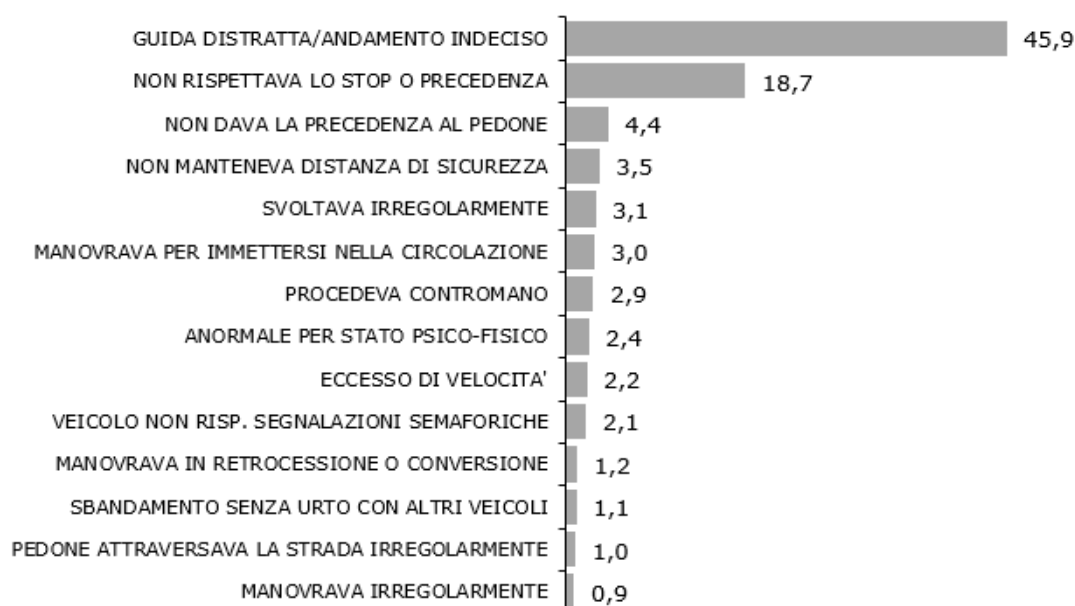 GUIDA DISTRATTA/ANDAMENTO INDECISO 45,9
NON RISPETTAVA LO STOP O PRECEDENZA 18,7
NON DAVA LA PRECEDENZA AL PEDONE 4,4
NON MANTENEVA DISTANZA DI SICUREZZA 3,5
SVOLTAVA IRREGOLARMENTE 3,1
MANOVRAVA PER IMMETTERSI NELLA CIRCOLAZIONE 3,0
PROCEDEVA CONTROMANO 2,9
ANORMALE PER STATO PSICO-FISICO 2,4
ECCESSO DI VELOCITA' 2,2
VEICOLO NON RISP. SEGNALAZIONI SEMAFORICHE 2,1
MANOVRAVA IN RETROCESSIONE O CONVERSIONE 1,2
SBANDAMENTO SENZA URTO CON ALTRI VEICOLI 1,1
PEDONE ATTRAVERSAVA LA STRADA IRREGOLARMENTE 1,0
MANOVRAVA IRREGOLARMENTE 0,9